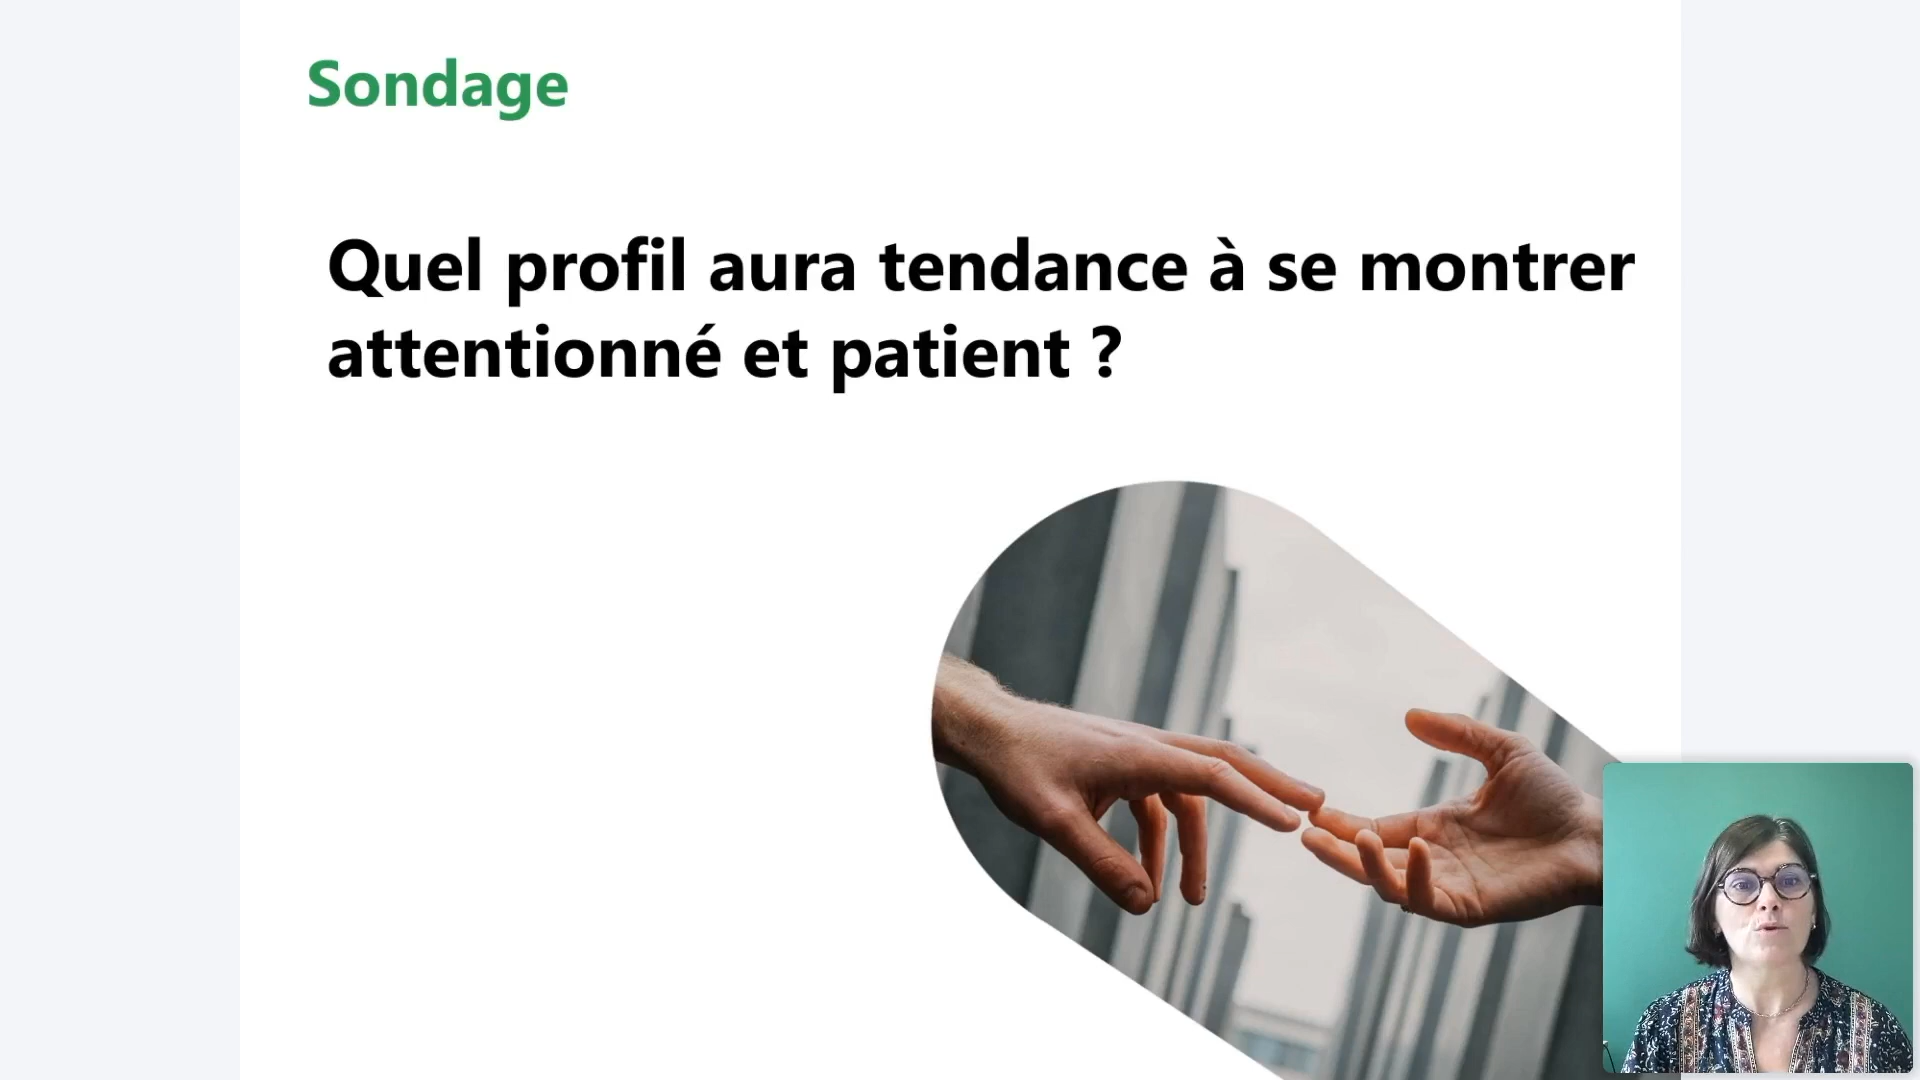 Sondage
Quel profil aura tendance à se montrer
attentionné et patient ?